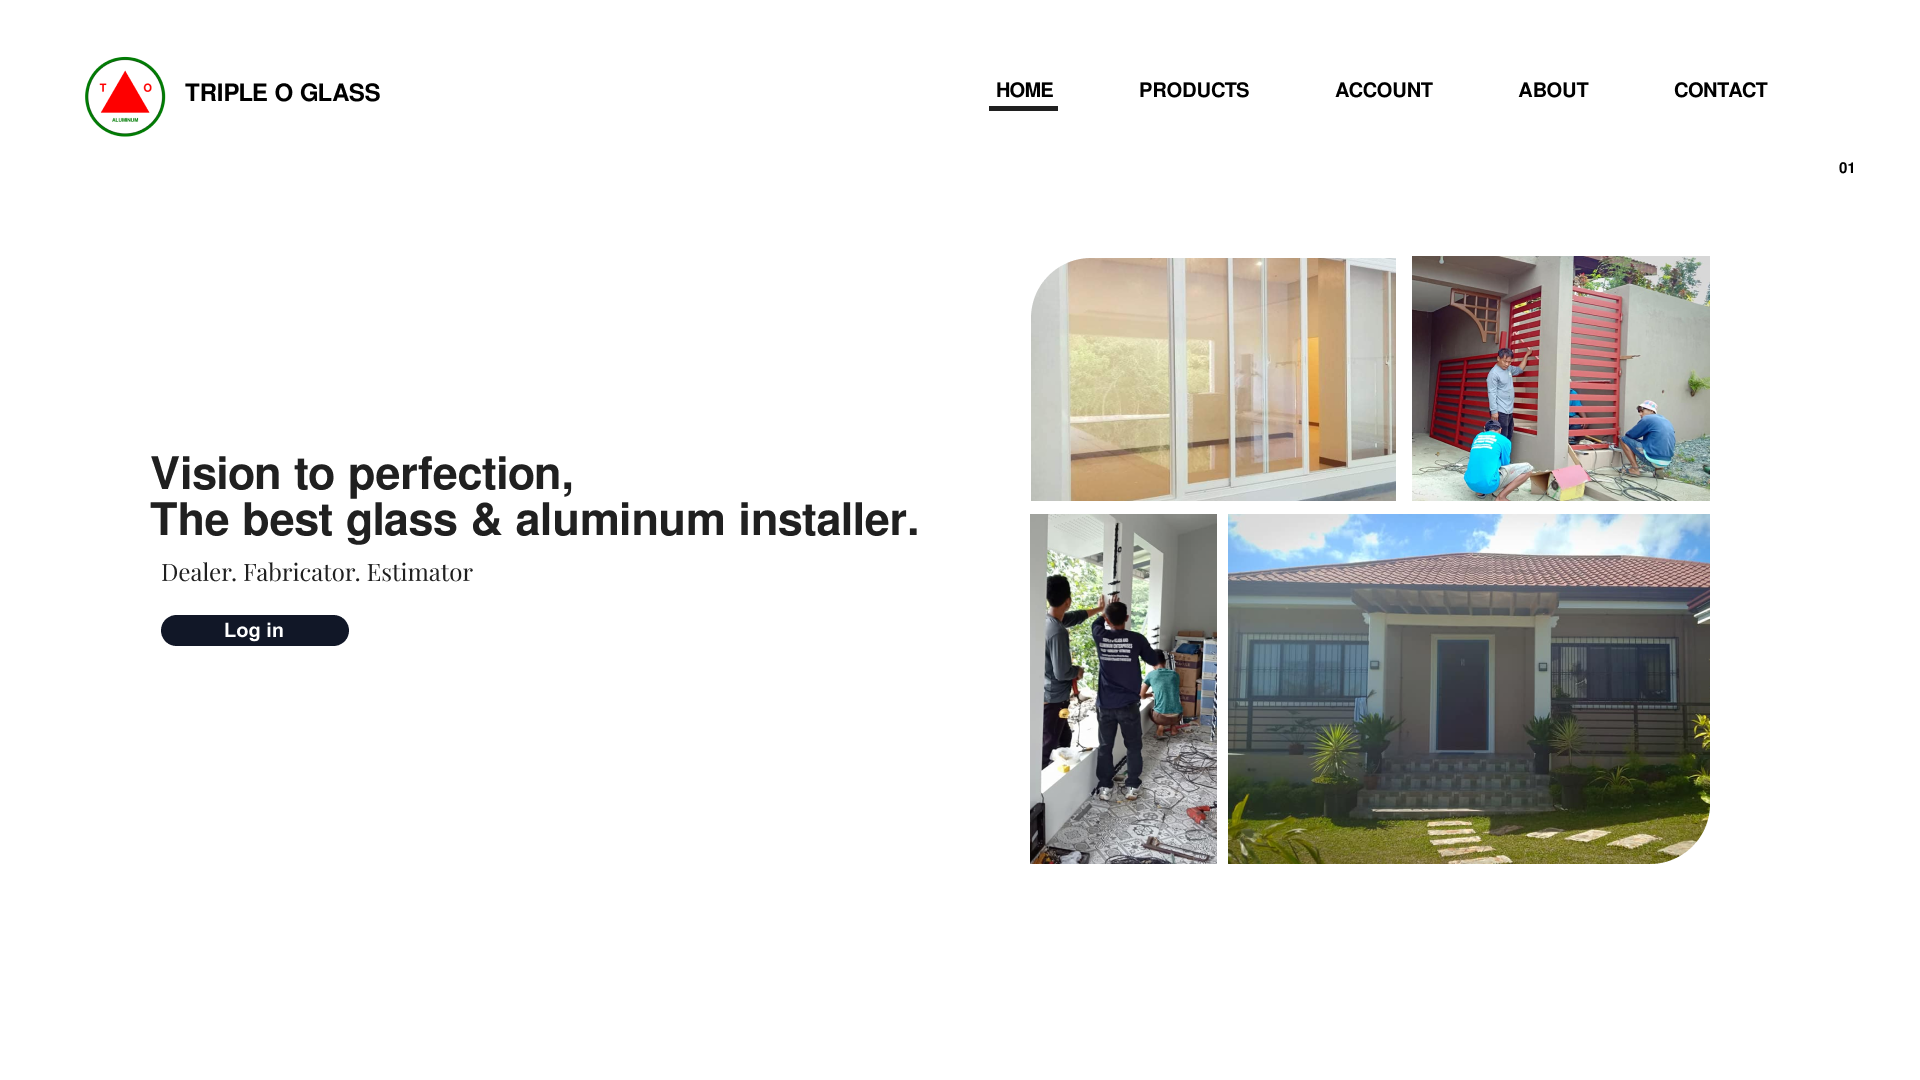 T O
ALUMINUM
TRIPLE O GLASS
HOME PRODUCTS ACCOUNT ABOUT CONTACT
01
Vision to perfection,
The best glass & aluminum installer.
Dealer. Fabricator. Estimator
Log in